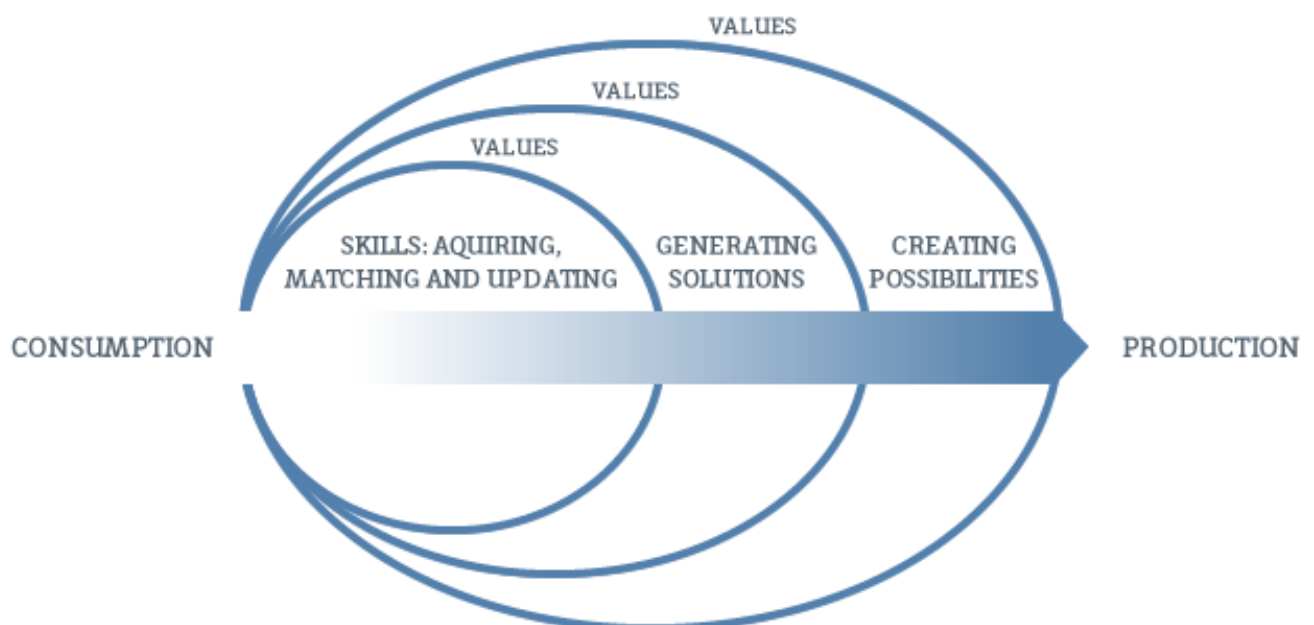 VALUES
VALUES
VALUES
SKILLS: AQUIRING,
MATCHING AND UPDATING
GENERATING
SOLUTIONS
CREATING
POSSIBILITIES
CONSUMPTION
PRODUCTION